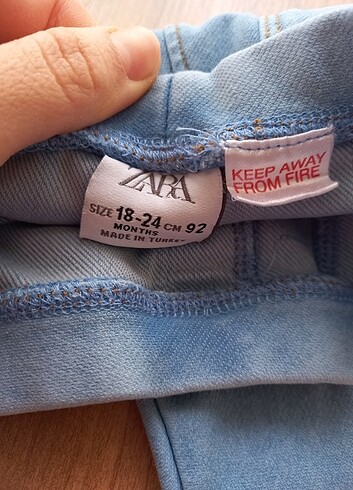 ZARA
SIZE 18-24 CM 92
MONTHS
MADE IN TURKEY
KEEP AWAY
FROM FIRE